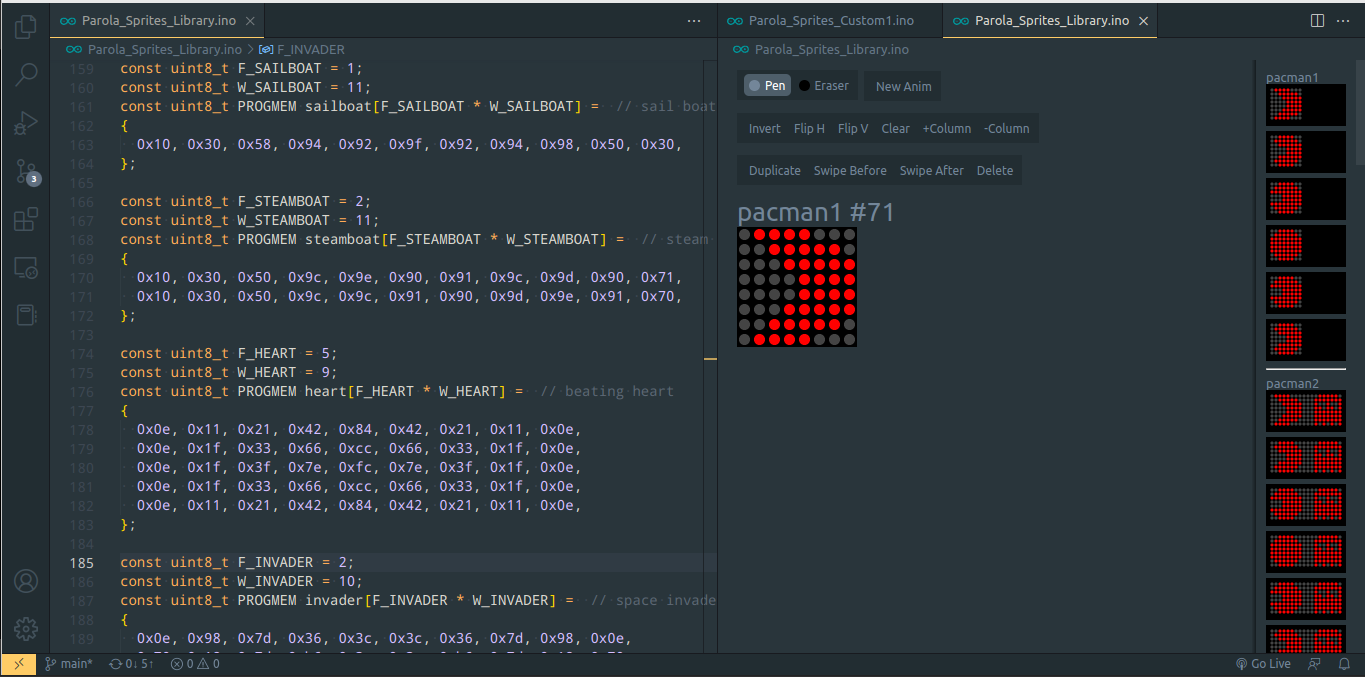 Parola_Sprites_Library.ino
Parola_Sprites_Library.ino > F_INVADER
159 const uint8_t F_SAILBOAT = 1;
160 const uint8_t W_SAILBOAT = 11;
161 const uint8_t PROGMEM sailboat[F_SAILBOAT * W_SAILBOAT] = // sail boat
162 {
163 0x10, 0x30, 0x58, 0x94, 0x92, 0x9f, 0x92, 0x94, 0x98, 0x50, 0x30,
164 };
165
166 const uint8_t F_STEAMBOAT = 2;
167 const uint8_t W_STEAMBOAT = 11;
168 const uint8_t PROGMEM steamboat[F_STEAMBOAT * W_STEAMBOAT] = // steam
169 {
170 0x10, 0x30, 0x50, 0x9c, 0x9e, 0x90, 0x91, 0x9c, 0x9d, 0x90, 0x71,
171 0x10, 0x30, 0x50, 0x9c, 0x9c, 0x91, 0x90, 0x9d, 0x9e, 0x91, 0x70,
172 };
173
174 const uint8_t F_HEART = 5;
175 const uint8_t W_HEART = 9;
176 const uint8_t PROGMEM heart[F_HEART * W_HEART] = // beating heart
177 {
178 0x0e, 0x11, 0x21, 0x42, 0x84, 0x42, 0x21, 0x11, 0x0e,
179 0x0e, 0x1f, 0x33, 0x66, 0xcc, 0x66, 0x33, 0x1f, 0x0e,
180 0x0e, 0x1f, 0x3f, 0x7e, 0xfc, 0x7e, 0x3f, 0x1f, 0x0e,
181 0x0e, 0x1f, 0x33, 0x66, 0xcc, 0x66, 0x33, 0x1f, 0x0e,
182 0x0e, 0x11, 0x21, 0x42, 0x84, 0x42, 0x21, 0x11, 0x0e,
183 };
184
185 const uint8_t F_INVADER = 2;
186 const uint8_t W_INVADER = 10;
187 const uint8_t PROGMEM invader[F_INVADER * W_INVADER] = // space invade
188 {
189 0x0e, 0x98, 0x7d, 0x36, 0x3c, 0x3c, 0x36, 0x7d, 0x98, 0x0e,
Parola_Sprites_Custom1.ino Parola_Sprites_Library.ino
Parola_Sprites_Library.ino
Pen Eraser New Anim
Invert Flip H Flip V Clear +Column -Column
Duplicate Swipe Before Swipe After Delete
pacman1 #71
pacman1
pacman2
3
main* 0↓ 5↑ 0 0 Go Live